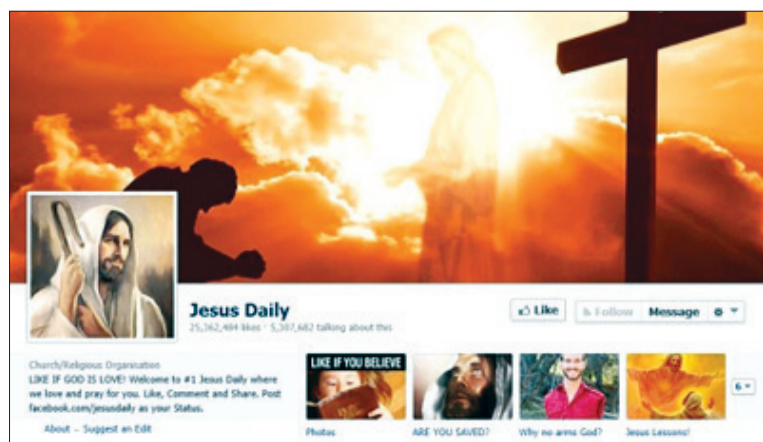 Jesus Daily
25,362,484 likes · 5,307,682 talking about this
Like
Follow
Message
Church/Religious Organisation
LIKE IF GOD IS LOVE! Welcome to #1 Jesus Daily where
we love and pray for you. Like, Comment and Share. Post
facebook.com/jesusdaily as your Status.
About – Suggest an Edit
LIKE IF YOU BELIEVE
Photos
ARE YOU SAVED?
Why no arms God?
Jesus Lessons!
6